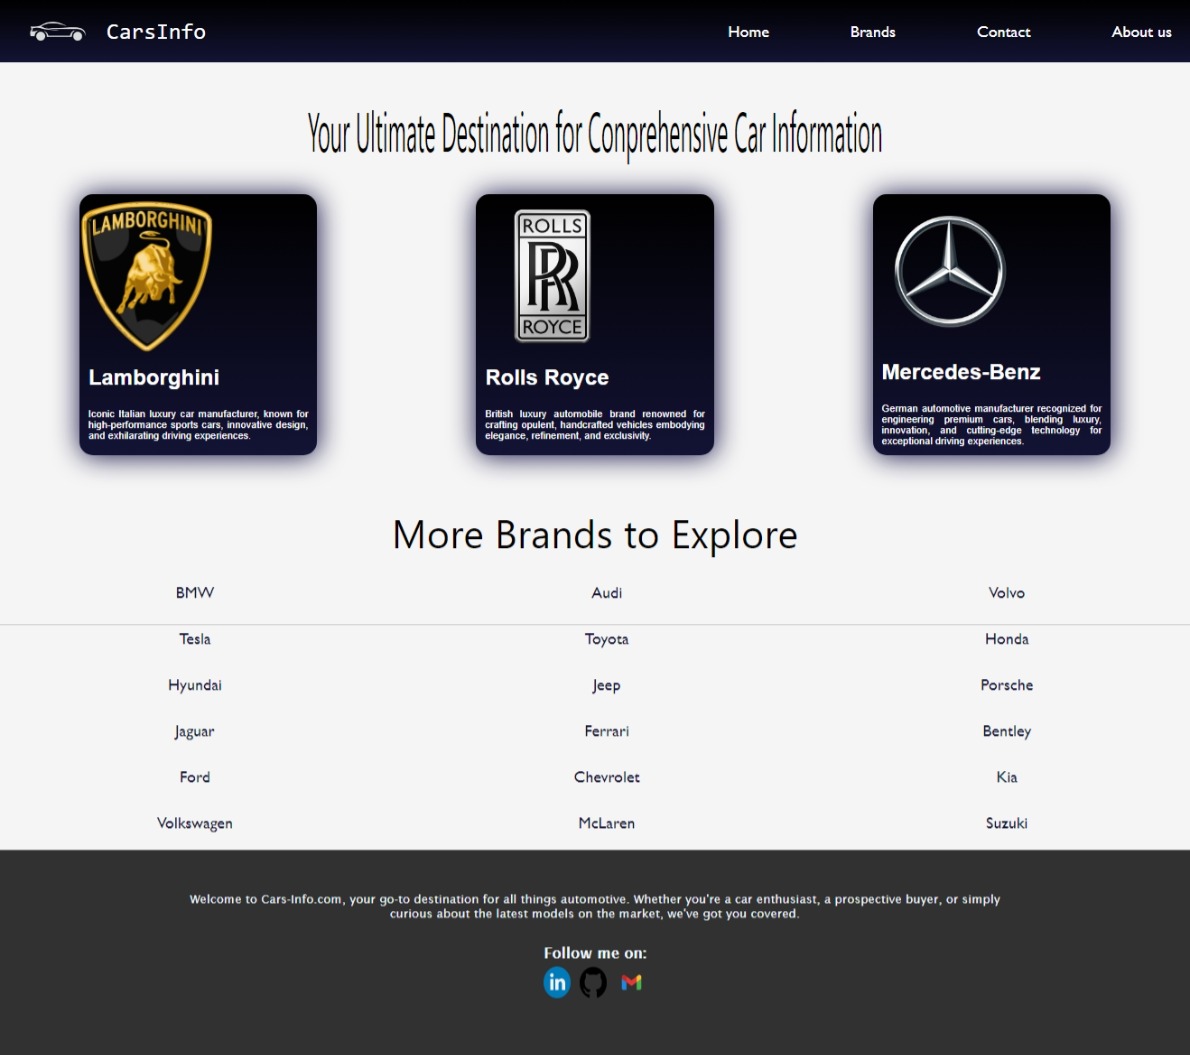 CarsInfo
Home Brands Contact About us
Your Ultimate Destination for Conprehensive Car Information
LAMBORGHINI
Lamborghini
Iconic Italian luxury car manufacturer, known for
high-performance sports cars, innovative design,
and exhilarating driving experiences.
ROLLS
RR
ROYCE
Rolls Royce
British luxury automobile brand renowned for
crafting opulent, handcrafted vehicles embodying
elegance, refinement, and exclusivity.
Mercedes-Benz
German automotive manufacturer recognized for
engineering premium cars, blending luxury,
innovation, and cutting-edge technology for
exceptional driving experiences.
More Brands to Explore
BMW Audi Volvo
Tesla Toyota Honda
Hyundai Jeep Porsche
Jaguar Ferrari Bentley
Ford Chevrolet Kia
Volkswagen McLaren Suzuki
Welcome to Cars-Info.com, your go-to destination for all things automotive. Whether you're a car enthusiast, a prospective buyer, or simply
curious about the latest models on the market, we've got you covered.
Follow me on:
in